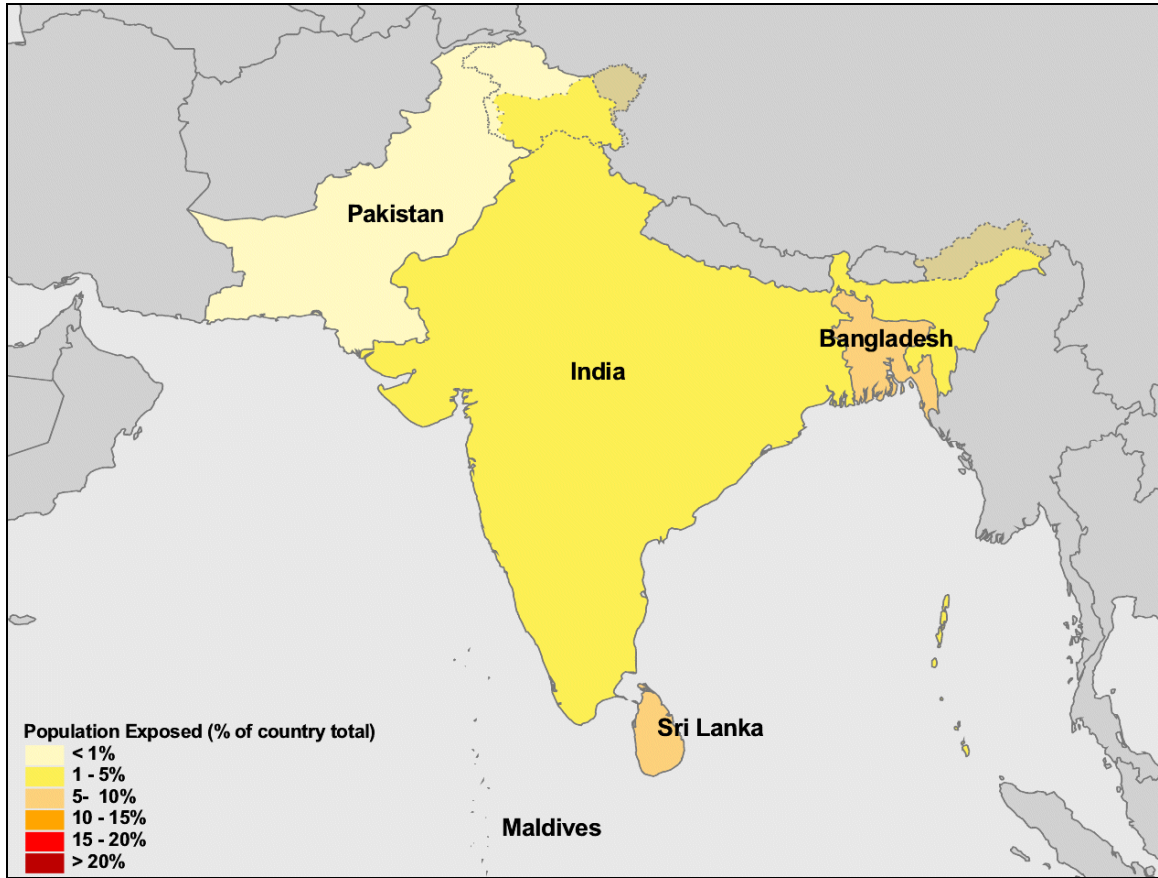 Pakistan
Bangladesh
India
Sri Lanka
Maldives
Population Exposed (% of country total)
< 1%
1 - 5%
5-  10%
10 - 15%
15 - 20%
> 20%